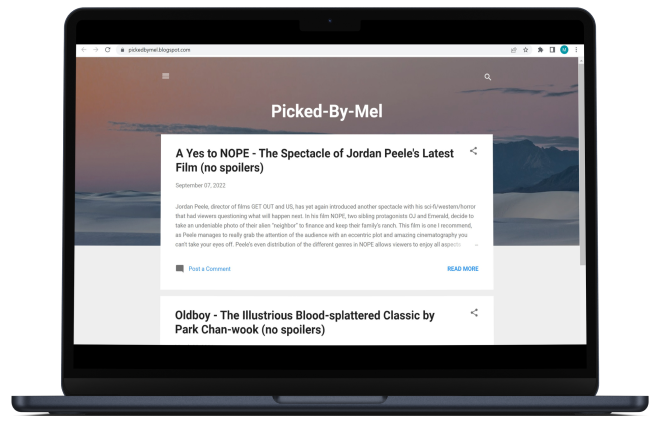 pickedbymel.blogspot.com
Picked-By-Mel
A Yes to NOPE - The Spectacle of Jordan Peele's Latest
Film (no spoilers)
September 07, 2022
Jordan Peele, director of films GET OUT and US, has yet again introduced another spectacle with his sci-fi/western/horror
that had viewers questioning what will happen next. In his film NOPE, two sibling protagonists OJ and Emerald, decide to
take an undeniable photo of their alien "neighbor" to finance and keep their family's ranch. This film is one I recommend,
as Peele manages to really grab the attention of the audience with an eccentric plot and amazing cinematography you
can't take your eyes off. Peele's even distribution of the different genres in NOPE allows viewers to enjoy all aspects
Post a Comment
READ MORE
Oldboy - The Illustrious Blood-splattered Classic by
Park Chan-wook (no spoilers)